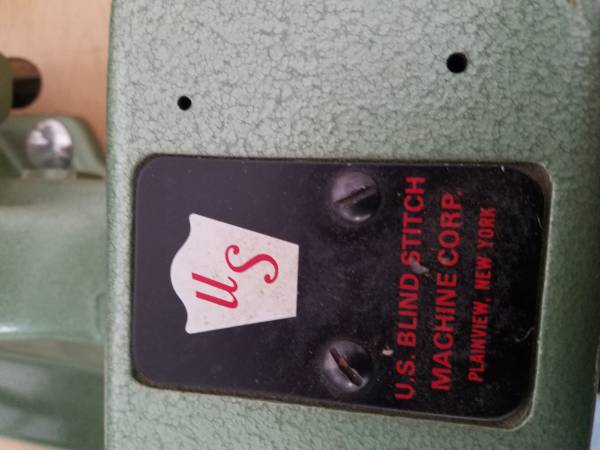 US
U.S. BLIND STITCH
MACHINE CORP.
PLAINVIEW, NEW YORK